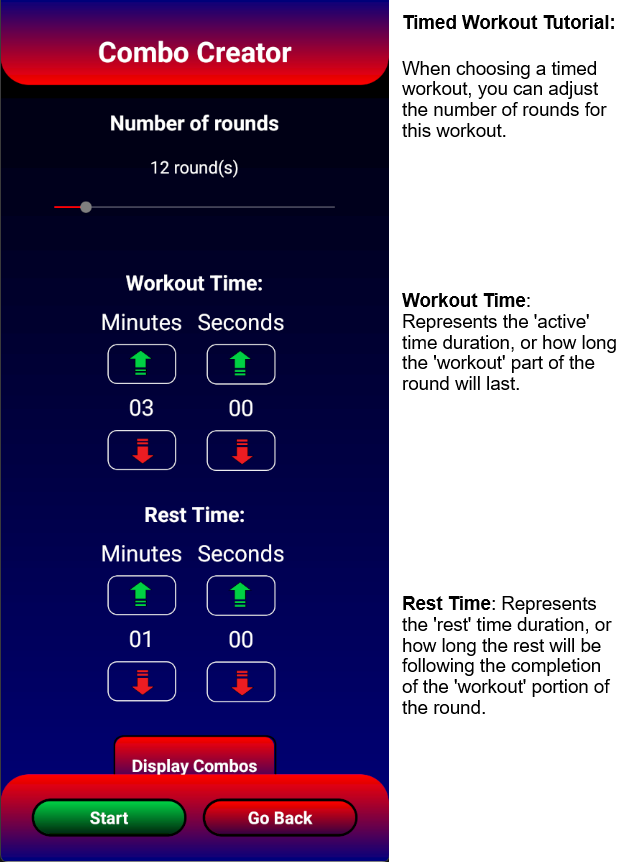 Combo Creator
Number of rounds
12 round(s)
Workout Time:
Minutes Seconds
03 00
Rest Time:
Minutes Seconds
01 00
Display Combos
Start Go Back
Timed Workout Tutorial:
When choosing a timed
workout, you can adjust
the number of rounds for
this workout.
Workout Time:
Represents the 'active'
time duration, or how long
the 'workout' part of the
round will last.
Rest Time: Represents
the 'rest' time duration, or
how long the rest will be
following the completion
of the 'workout' portion of
the round.